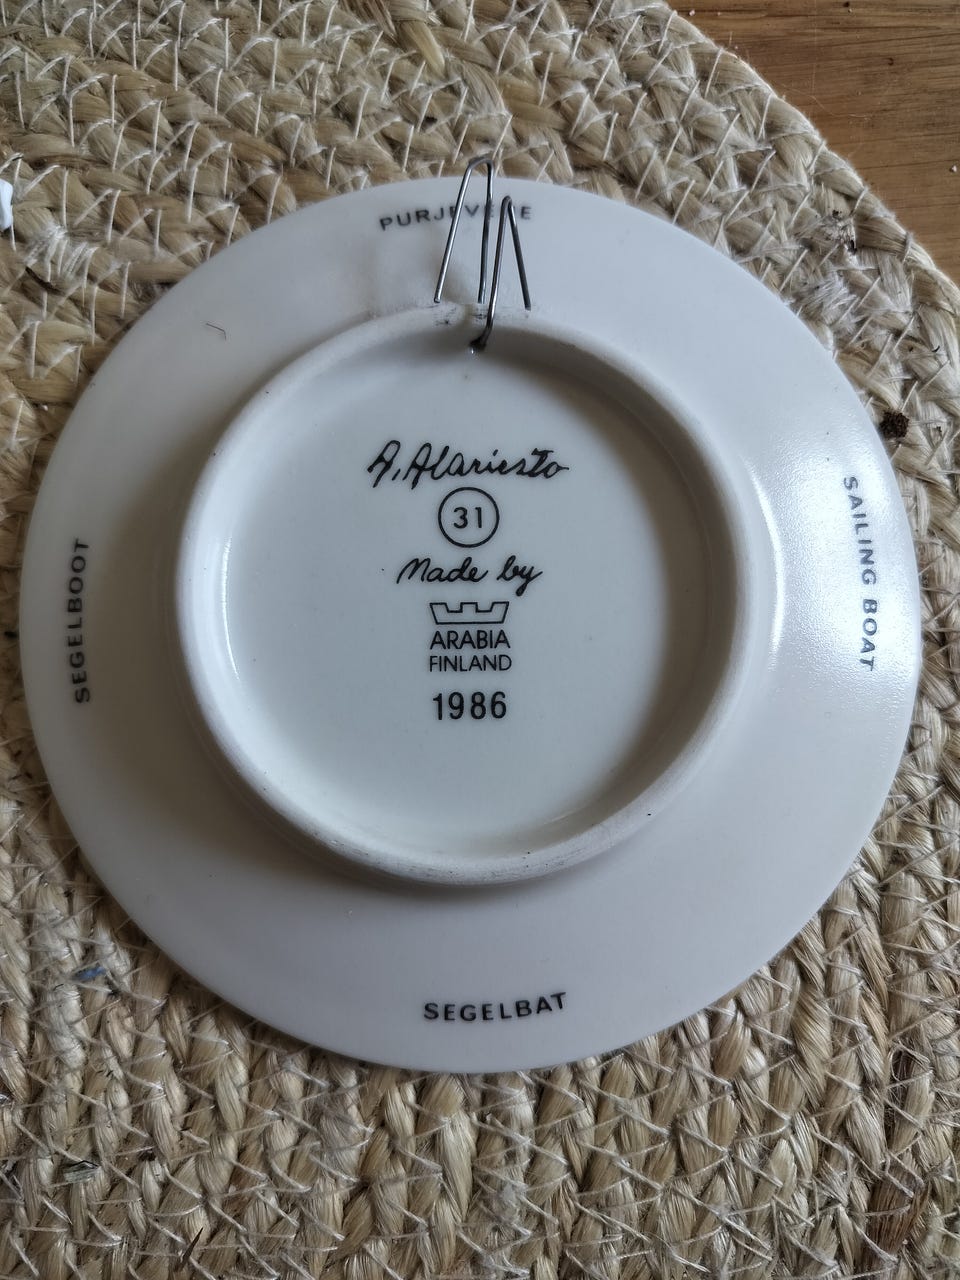 PURJEVENE
A. Alariesto
31
Made by
ARABIA
FINLAND
1986
SAILING BOAT
SEGELBAT
SEGELBOOT